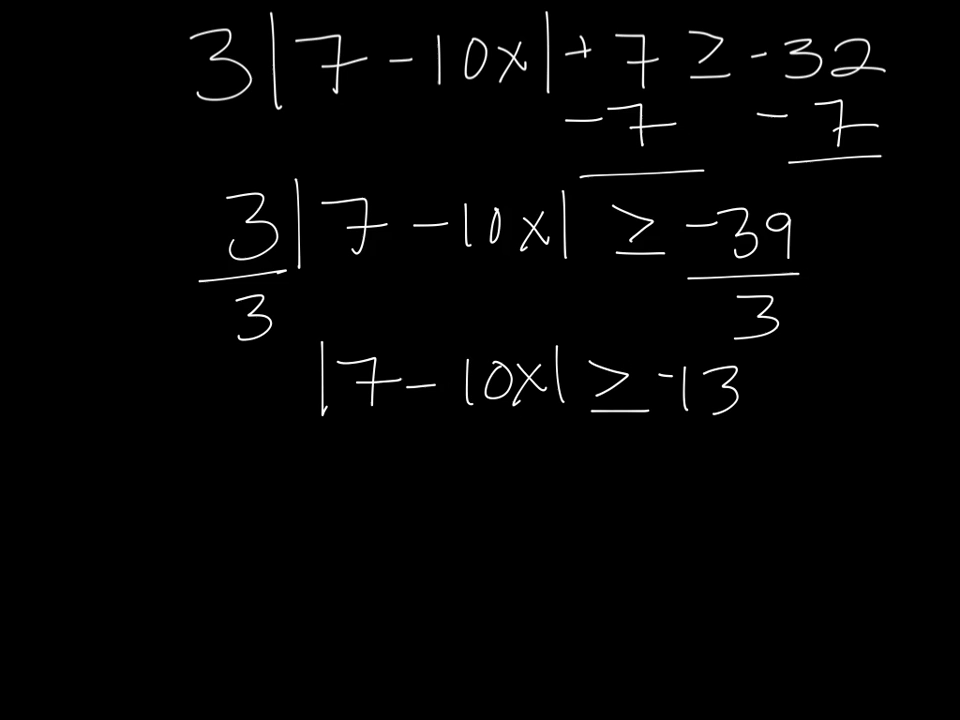 3|7-10x|+7≥-32
-7 -7
3|7-10x| ≥ -39
3 3
|7-10x| ≥ -13